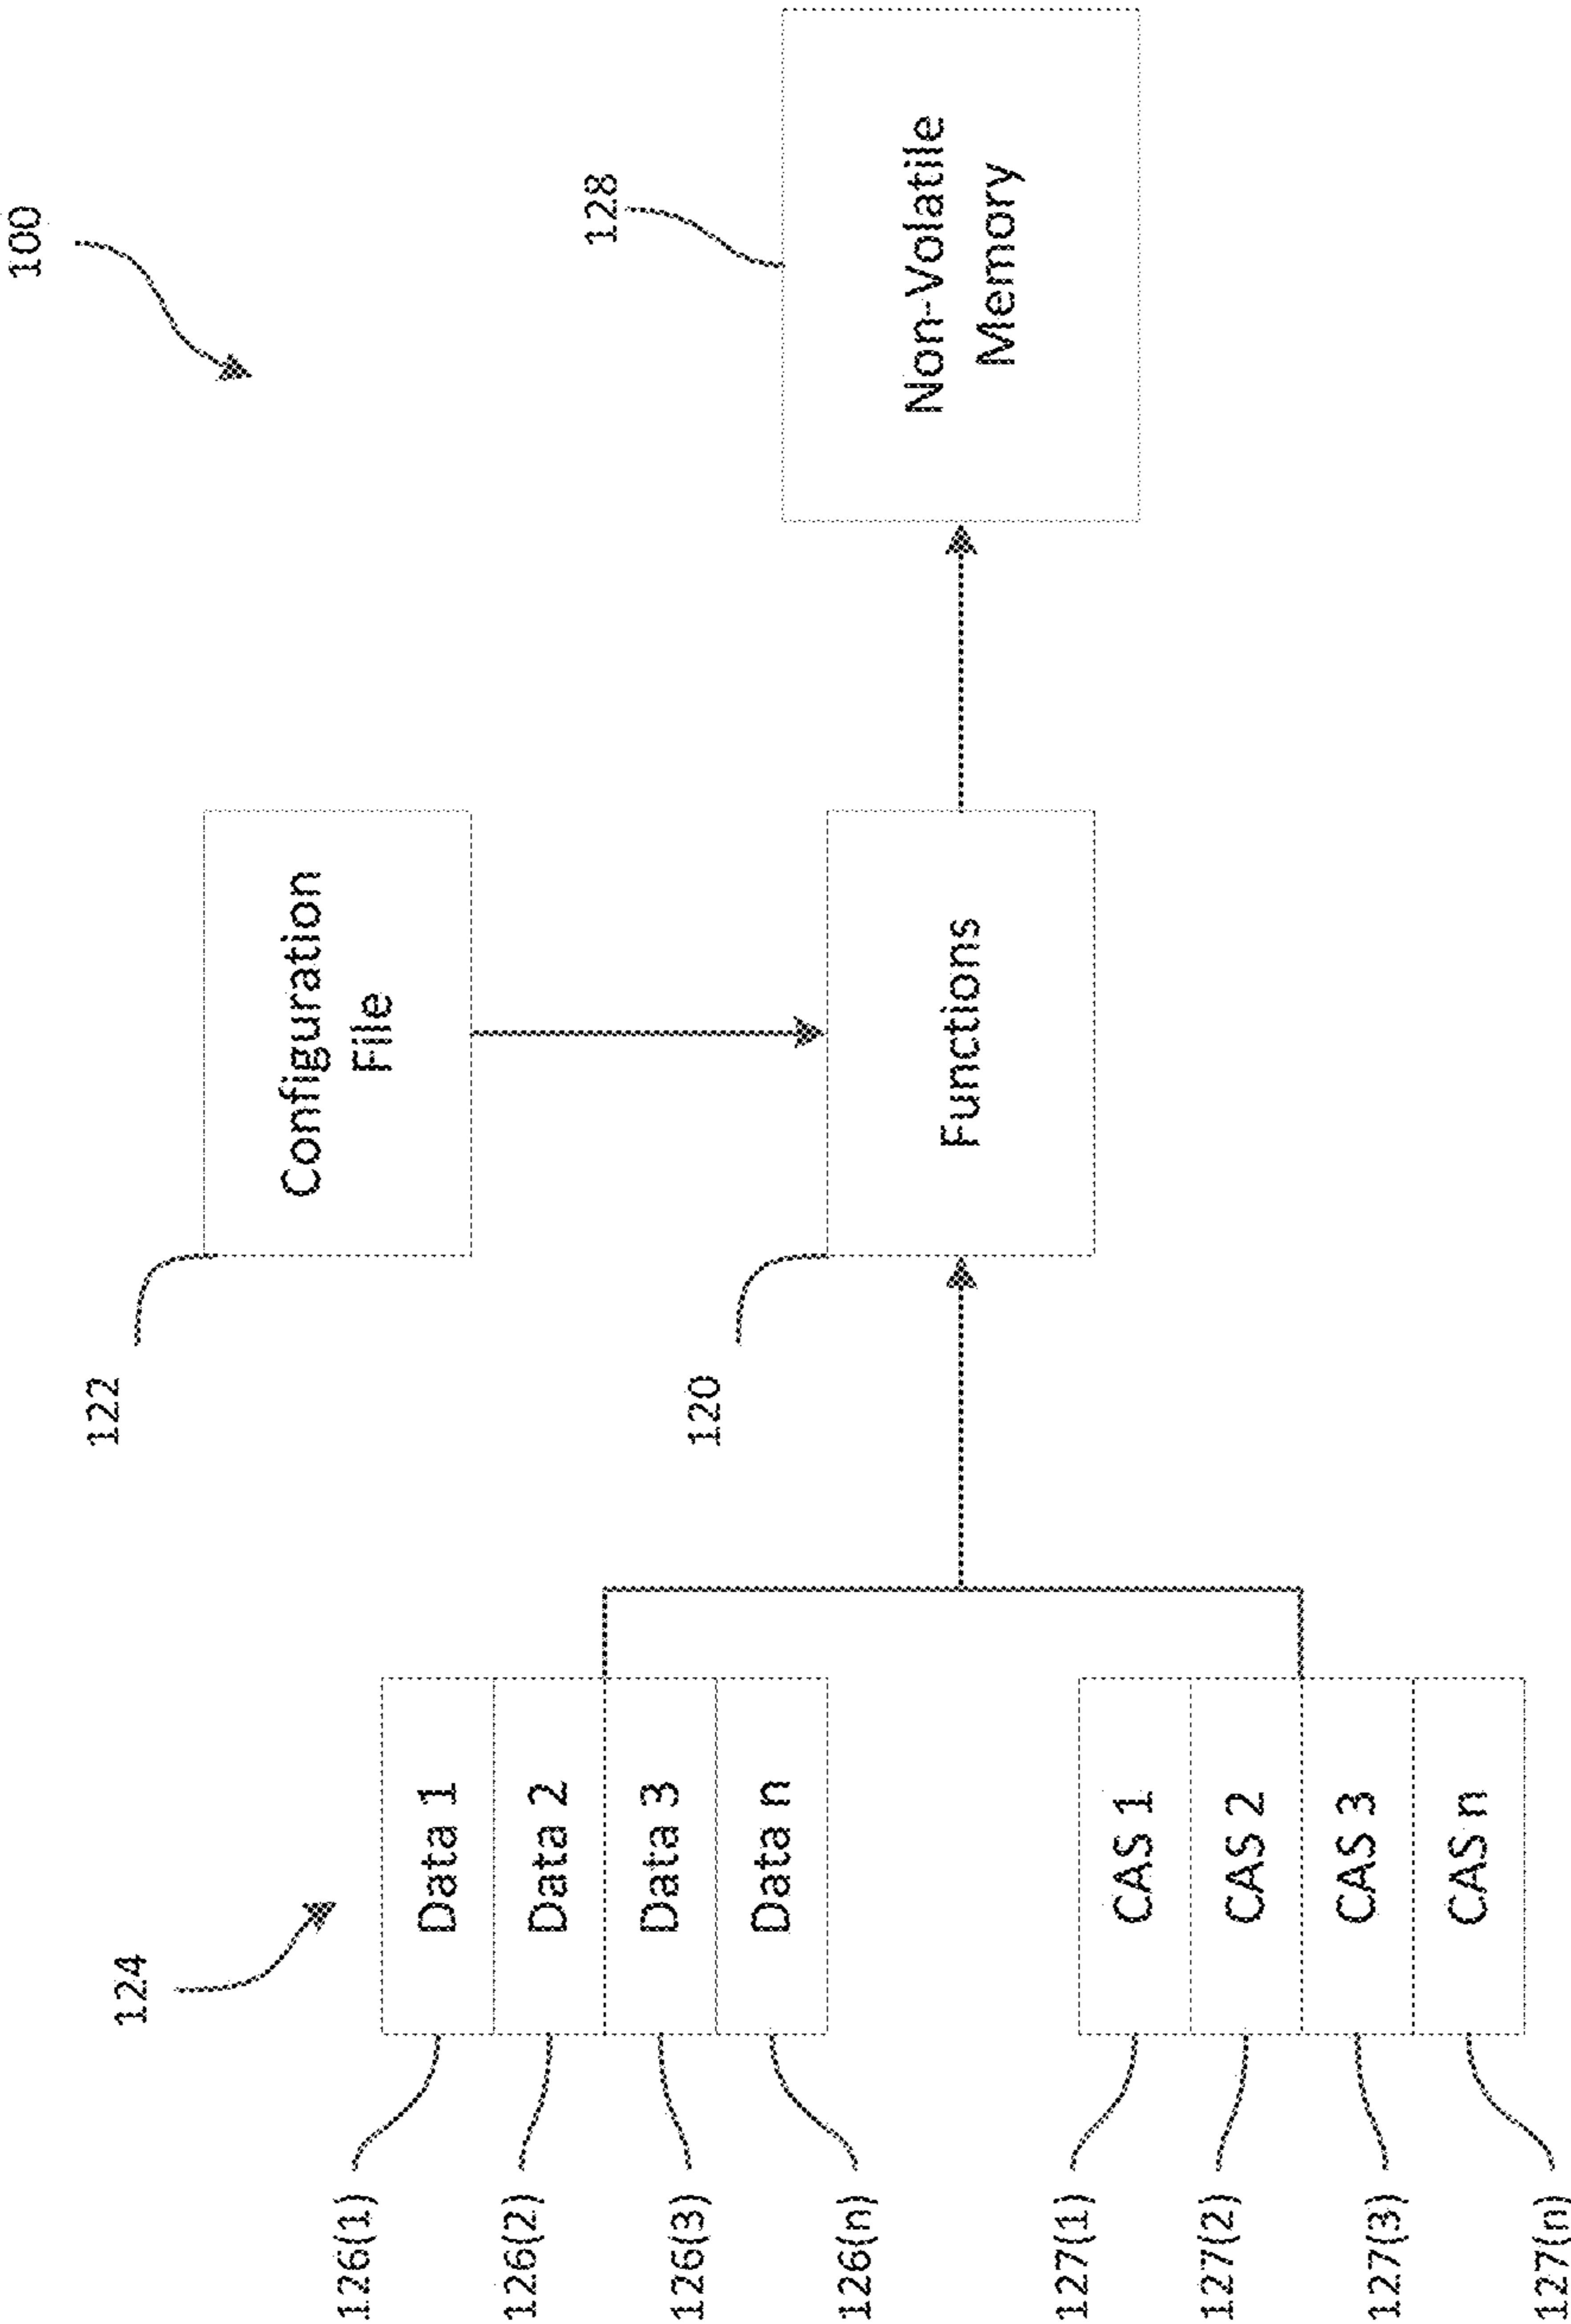 100
124
122
128
126(1)
Data 1
Configuration
File
126(2)
Data 2
126(3)
Data 3
120
126(n)
Data n
Functions
Non-Volatile
Memory
127(1)
CAS 1
127(2)
CAS 2
127(3)
CAS 3
127(n)
CAS n